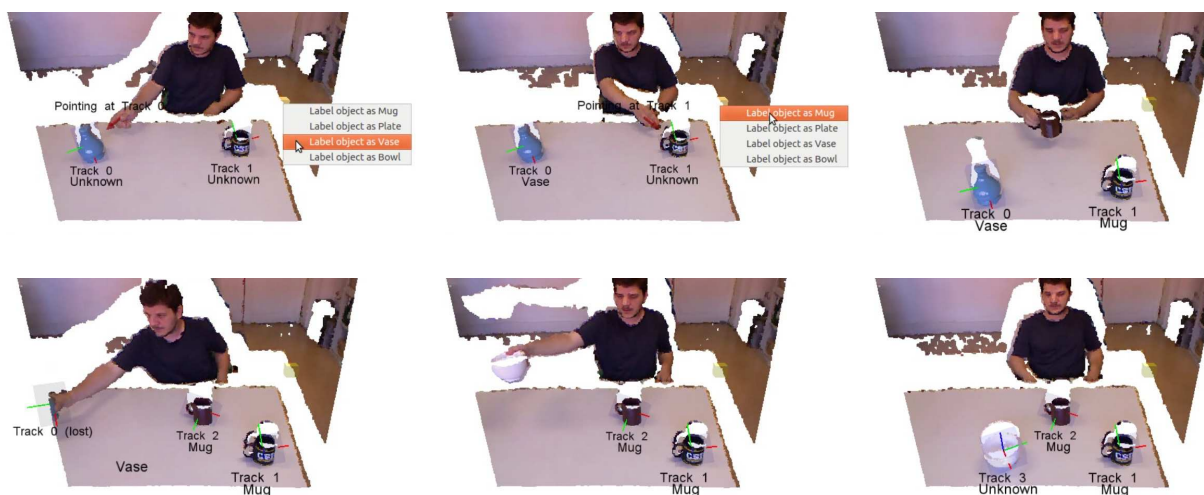 Pointing at Track 0
Label object as Mug
Label object as Plate
Label object as Vase
Label object as Bowl
Track 0
Unknown
Track 1
Unknown
Pointing at Track 1
Label object as Mug
Label object as Plate
Label object as Vase
Label object as Bowl
Track 0
Vase
Track 1
Unknown
Track 0
Vase
Track 1
Mug
Track 0 (lost)
Vase
Track 2
Mug
Track 1
Mug
Track 2
Mug
Track 1
Mug
Track 3
Unknown
Track 2
Mug
Track 1
Mug